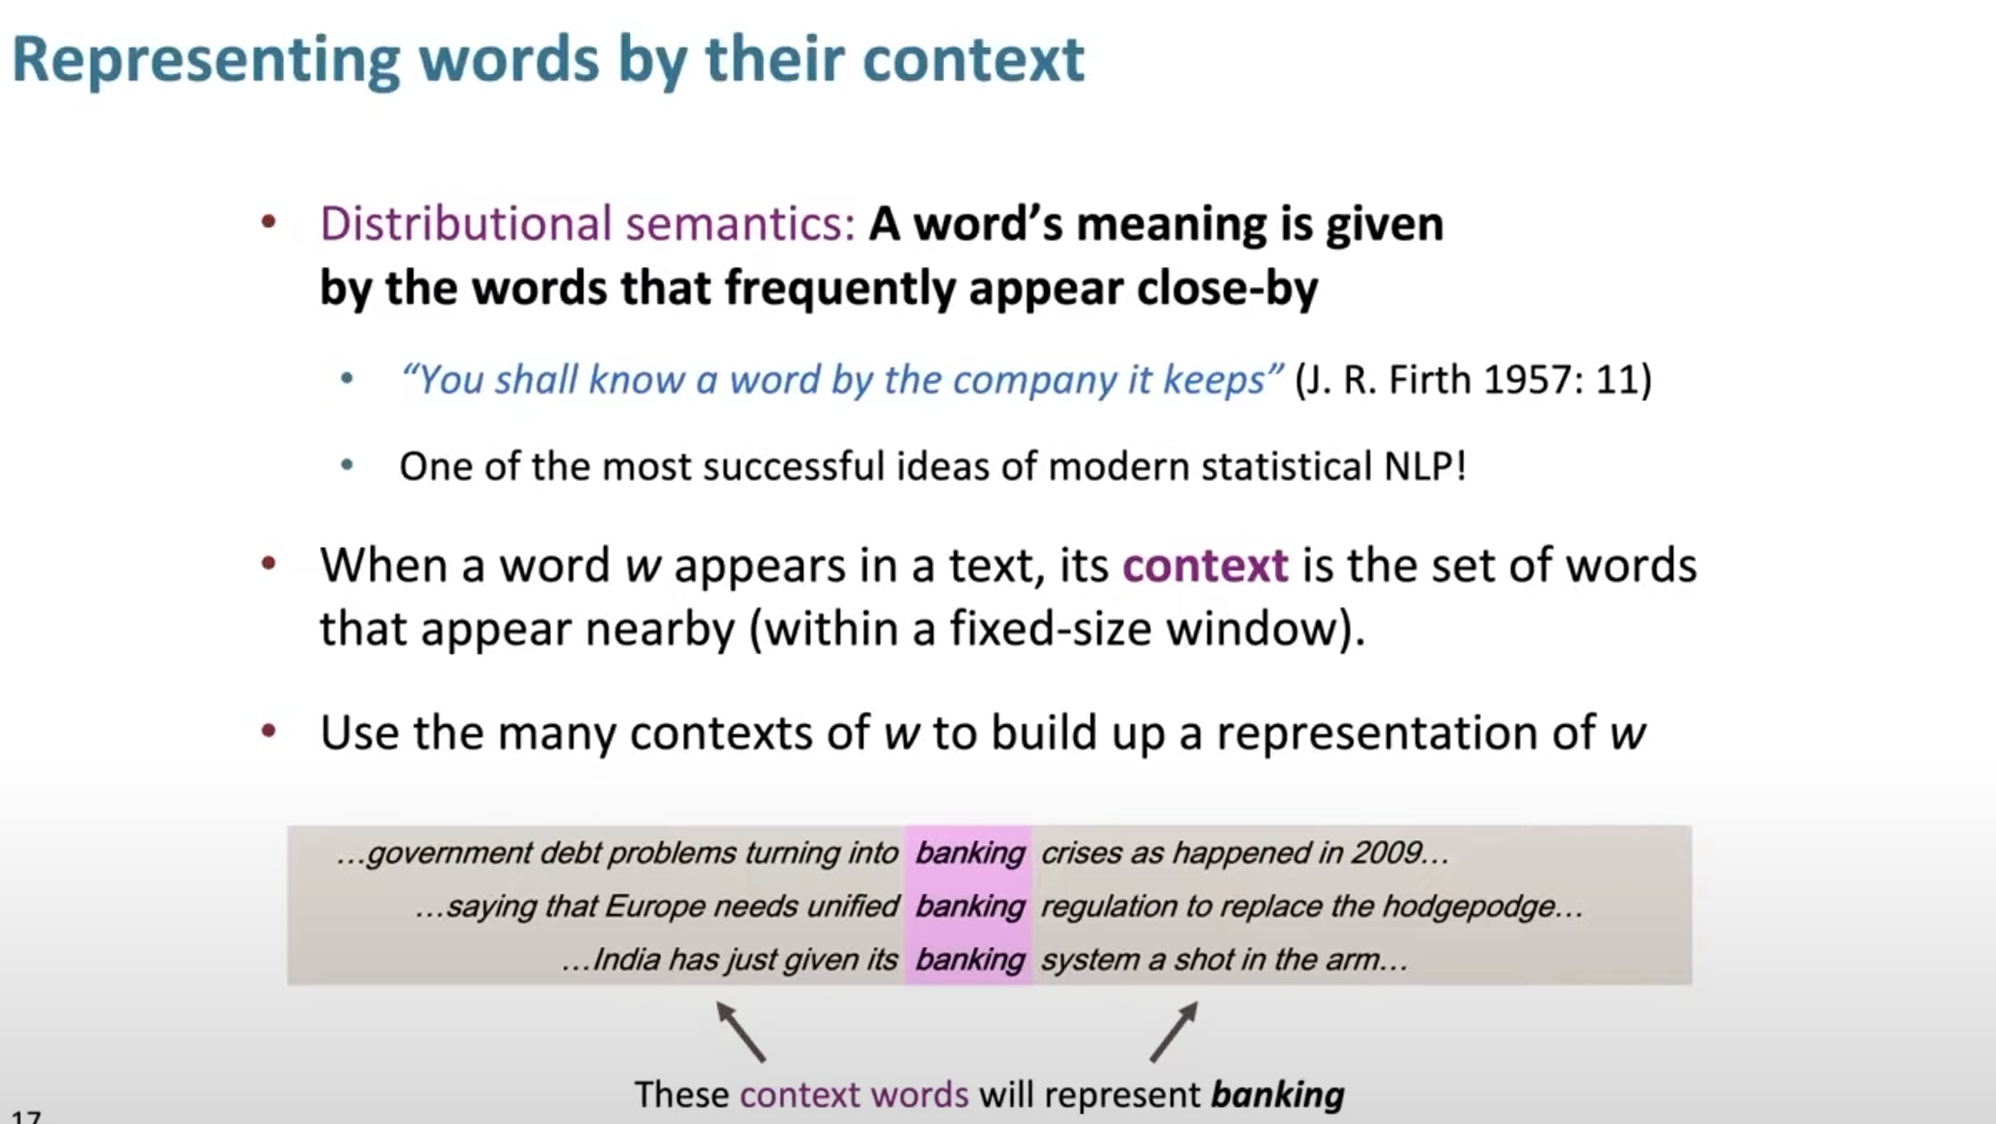 Representing words by their context
• Distributional semantics: A word’s meaning is given
by the words that frequently appear close-by
• “You shall know a word by the company it keeps” (J. R. Firth 1957: 11)
• One of the most successful ideas of modern statistical NLP!
• When a word w appears in a text, its context is the set of words
that appear nearby (within a fixed-size window).
• Use the many contexts of w to build up a representation of w
…government debt problems turning into banking crises as happened in 2009…
…saying that Europe needs unified banking regulation to replace the hodgepodge…
…India has just given its banking system a shot in the arm…
These context words will represent banking
17